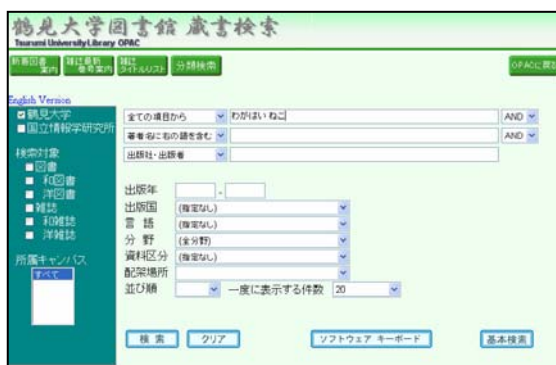 鶴見大学図書館 蔵書検索
Tsurumi University Library OPAC
新着図書案内 雑誌最新巻号案内 雑誌タイトルリスト 分類検索
English Version
鶴見大学
国立情報学研究所
検索対象
図書
和図書
洋図書
雑誌
和雑誌
洋雑誌
所属キャンパス
すべて
全ての項目から わがはい ねこ AND
著者名に右の語を含む AND
出版社・出版者
出版年 -
出版国 (指定なし)
言語 (指定なし)
分野 (全分野)
資料区分 (指定なし)
配架場所
並び順 一度に表示する件数 20
検索 クリア ソフトウェア キーボード 基本検索